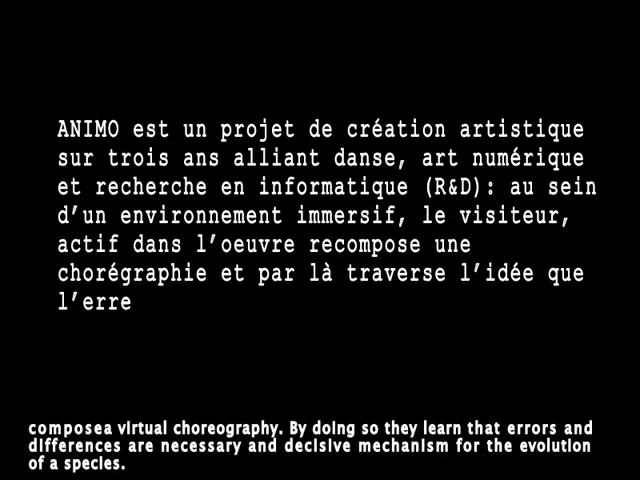 ANIMO est un projet de création artistique
sur trois ans alliant danse, art numérique
et recherche en informatique (R&D): au sein
d’un environnement immersif, le visiteur,
actif dans l’oeuvre recompose une
chorégraphie et par là traverse l’idée que
l’erre
composea virtual choreography. By doing so they learn that errors and
differences are necessary and decisive mechanism for the evolution
of a species.